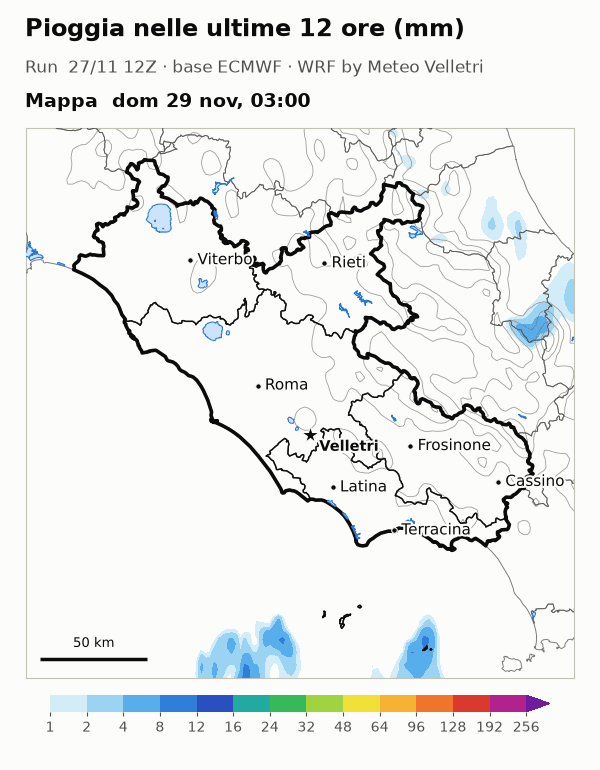 Pioggia nelle ultime 12 ore (mm)
Run 27/11 12Z · base ECMWF · WRF by Meteo Velletri
Mappa dom 29 nov, 03:00
Viterbo
Rieti
Roma
Velletri
Frosinone
Latina
Cassino
Terracina
50 km
1 2 4 8 12 16 24 32 48 64 96 128 192 256